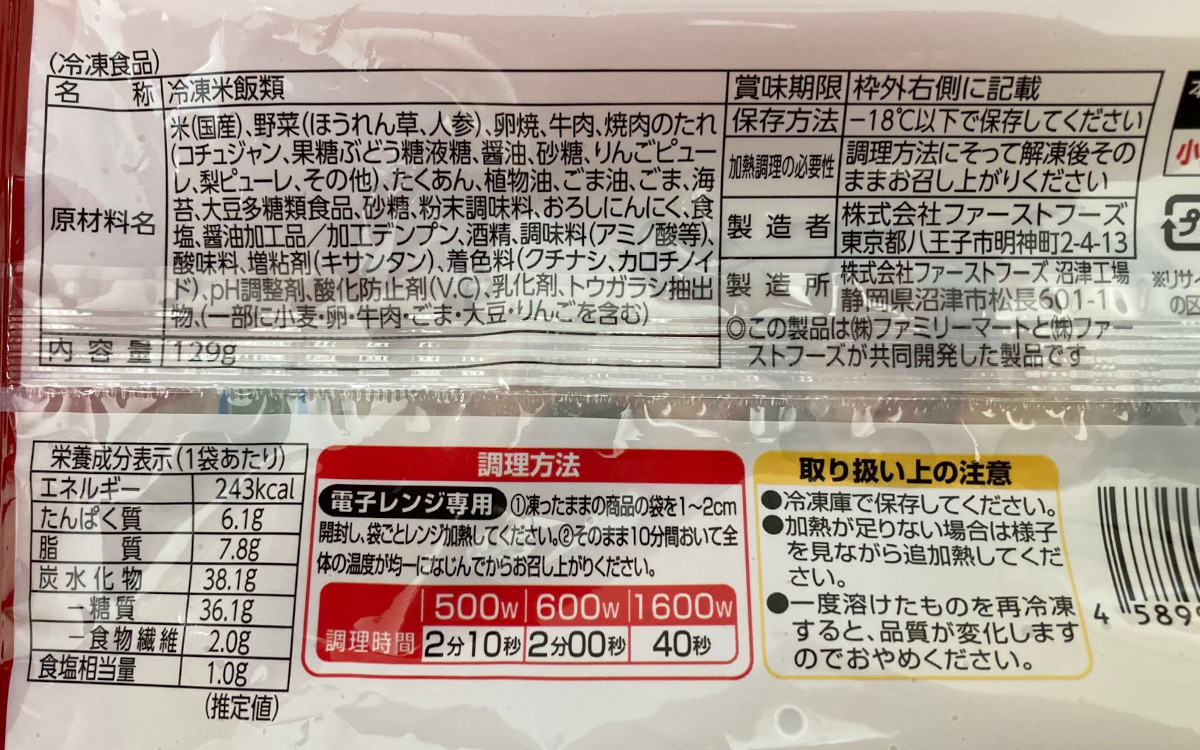 (冷凍食品)
名 称 冷凍米飯類
原材料名
米(国産)、野菜(ほうれん草、人参)、卵焼、牛肉、焼肉のたれ
(コチュジャン、果糖ぶどう糖液糖、醤油、砂糖、りんごピュー
レ、梨ピューレ、その他)、たくあん、植物油、ごま油、ごま、海
苔、大豆多糖類食品、砂糖、粉末調味料、おろしにんにく、食
塩、醤油加工品/加工デンプン、酒精、調味料(アミノ酸等)、
酸味料、増粘剤(キサンタン)、着色料(クチナシ、カロチノイ
ド)、pH調整剤、酸化防止剤(V.C)、乳化剤、トウガラシ抽出
物、(一部に小麦・卵・牛肉・ごま・大豆・りんごを含む)
内 容 量 129g
賞味期限 枠外右側に記載
保存方法 -18℃以下で保存してください
加熱調理の必要性 調理方法にそって解凍後その
ままお召し上がりください
製 造 者 株式会社ファーストフーズ
東京都八王子市明神町2-4-13
製 造 所 株式会社ファーストフーズ 沼津工場
静岡県沼津市松長601-1
◎この製品は㈱ファミリーマートと㈱ファー
ストフーズが共同開発した製品です
小
※リサ
の区
栄養成分表示(1袋あたり)
エネルギー 243kcal
たんぱく質 6.1g
脂 質 7.8g
炭水化物 38.1g
-糖質 36.1g
-食物繊維 2.0g
食塩相当量 1.0g
(推定値)
調理方法
電子レンジ専用 ①凍ったままの商品の袋を1~2cm
開封し、袋ごとレンジ加熱してください。②そのまま10分間おいて全
体の温度が均一になじんでからお召し上がりください。
500W 600W 1600W
調理時間 2分10秒 2分00秒 40秒
取り扱い上の注意
●冷凍庫で保存してください。
●加熱が足りない場合は様子
を見ながら追加熱してくだ
さい。
●一度溶けたものを再冷凍
すると、品質が変化します
のでおやめください。
4 589